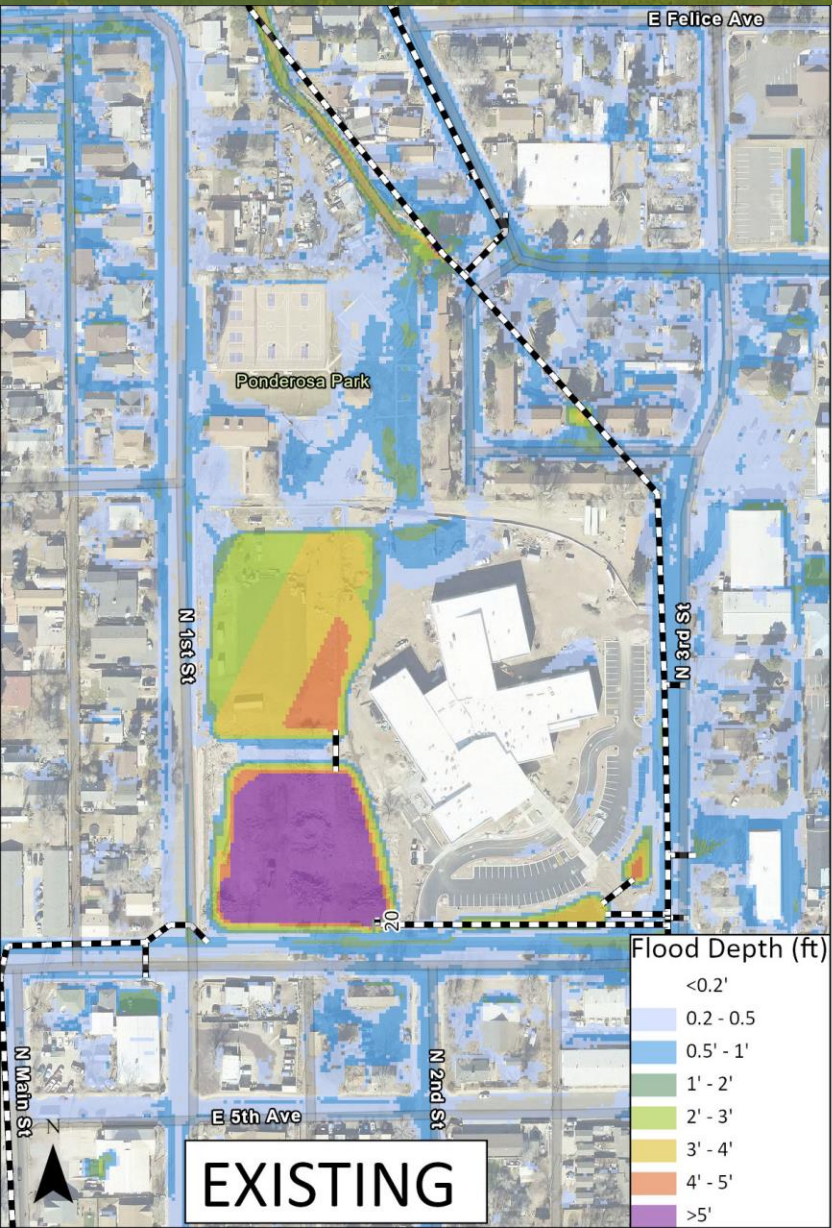 E Felice Ave
Ponderosa Park
N 1st St
N 3rd St
20
Flood Depth (ft)
<0.2'
0.2 - 0.5
0.5' - 1'
1' - 2'
2' - 3'
3' - 4'
4' - 5'
>5'
N Main St
N 2nd St
E 5th Ave
N
EXISTING